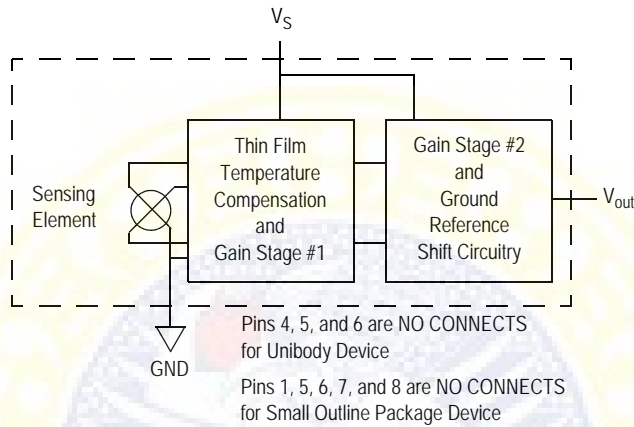 V_S
Thin Film
Temperature
Compensation
and
Gain Stage #1
Gain Stage #2
and
Ground
Reference
Shift Circuitry
Sensing
Element
V_out
GND
Pins 4, 5, and 6 are NO CONNECTS
for Unibody Device
Pins 1, 5, 6, 7, and 8 are NO CONNECTS
for Small Outline Package Device